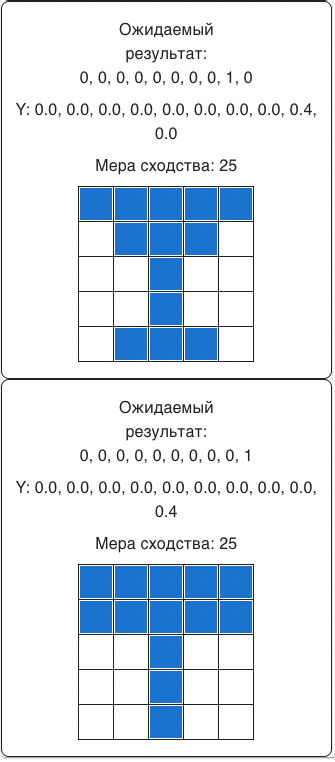 Ожидаемый
результат:
0, 0, 0, 0, 0, 0, 0, 0, 1, 0
Y: 0.0, 0.0, 0.0, 0.0, 0.0, 0.0, 0.0, 0.0, 0.4,
0.0
Мера сходства: 25
Ожидаемый
результат:
0, 0, 0, 0, 0, 0, 0, 0, 0, 1
Y: 0.0, 0.0, 0.0, 0.0, 0.0, 0.0, 0.0, 0.0, 0.0,
0.4
Мера сходства: 25